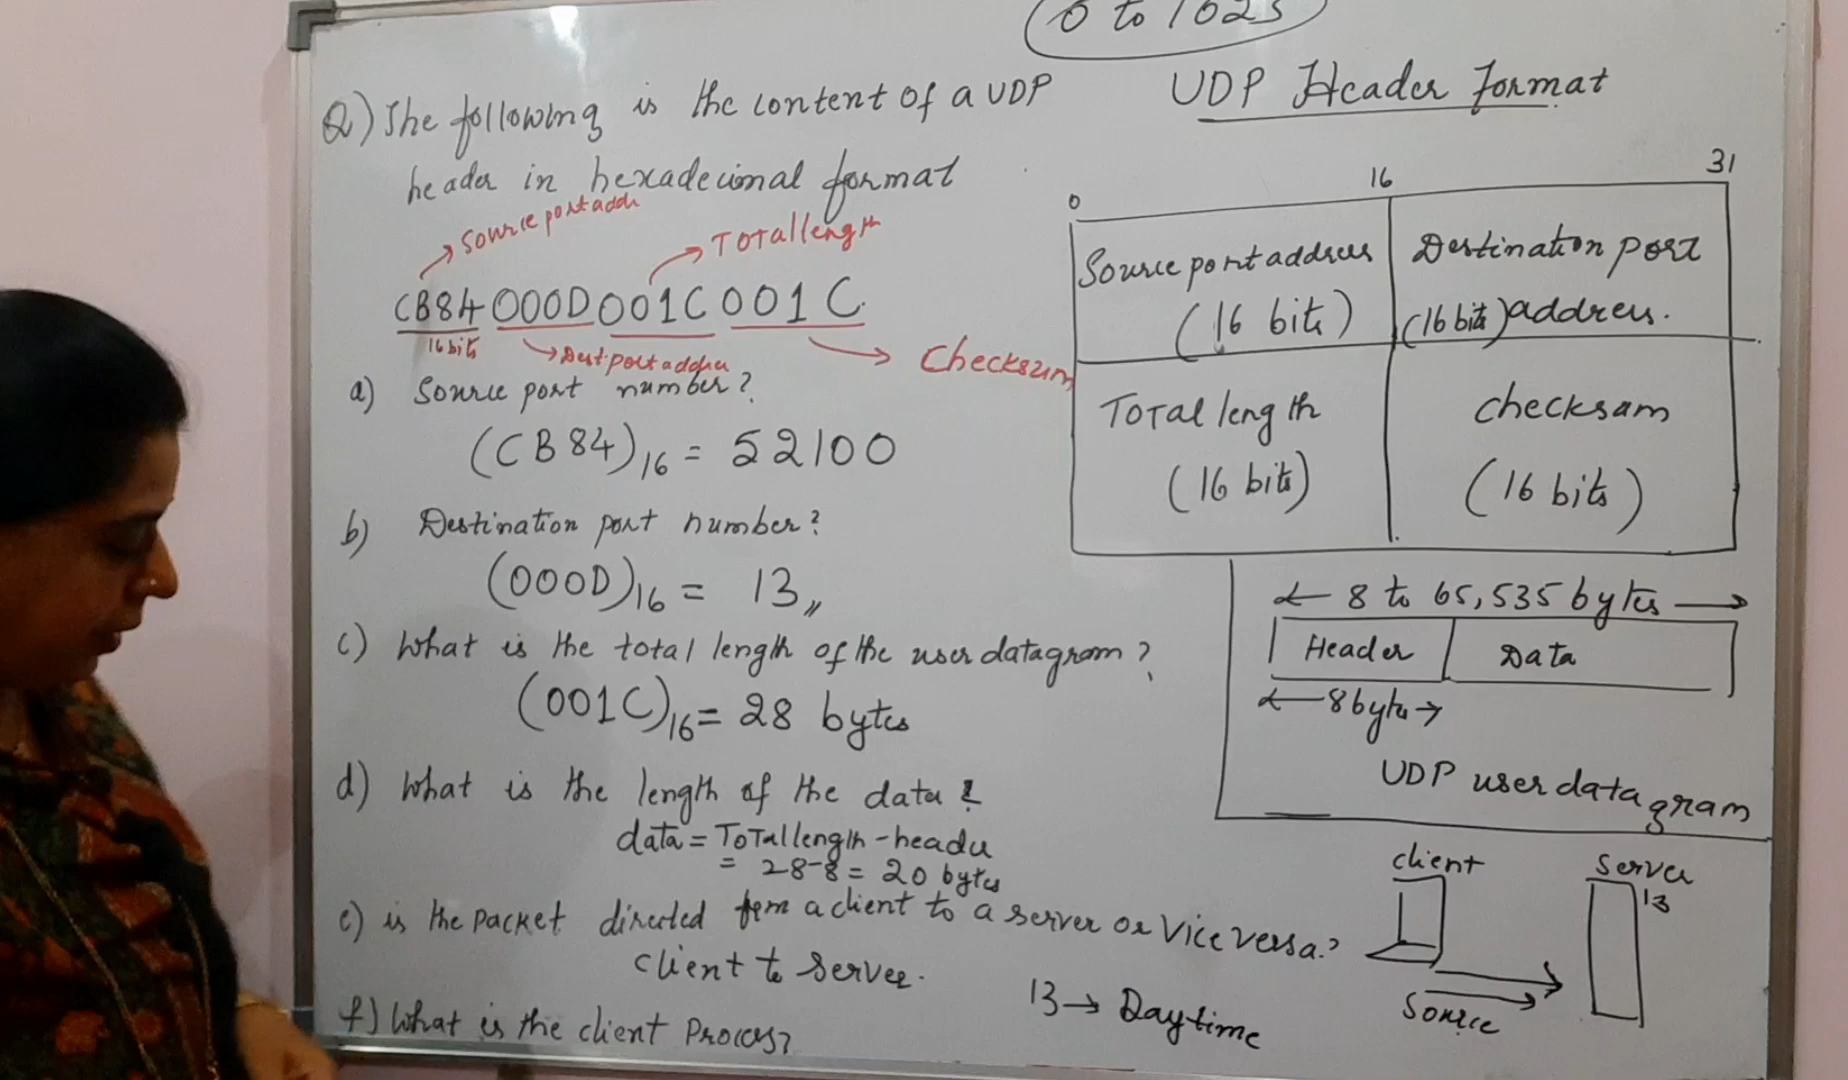 0 to 1023
Q) The following is the content of a UDP
header in hexadecimal format
Source port addr
Total length
CB84 000D 001C 001C.
16 bits
Dest. port addr
Checksum
a) Source port number?
(CB84)16 = 52100
b) Destination port number?
(000D)16 = 13
c) What is the total length of the user datagram?
(001C)16 = 28 bytes
d) What is the length of the data?
data = Total length - header
= 28-8 = 20 bytes
e) is the packet directed from a client to a server or vice versa?
Client to Server.
f) What is the client Process?
13 → Daytime
UDP Header Format
0 16 31
Source port address
(16 bits)
Destination port
(16 bit) address.
Total length
(16 bits)
checksum
(16 bits)
← 8 to 65,535 bytes →
Header Data
← 8 bytes →
UDP user datagram
client
Server
13
Source